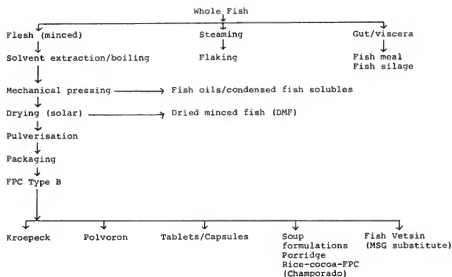 Whole Fish
Flesh (minced) Steaming Gut/viscera
Solvent extraction/boiling Flaking Fish meal
Fish silage
Mechanical pressing Fish oils/condensed fish solubles
Drying (solar) Dried minced fish (DMF)
Pulverisation
Packaging
FPC Type B
Kroepeck Polvoron Tablets/Capsules Soup Fish Vetsin
formulations (MSG substitute)
Porridge
Rice-cocoa-FPC
(Champorado)